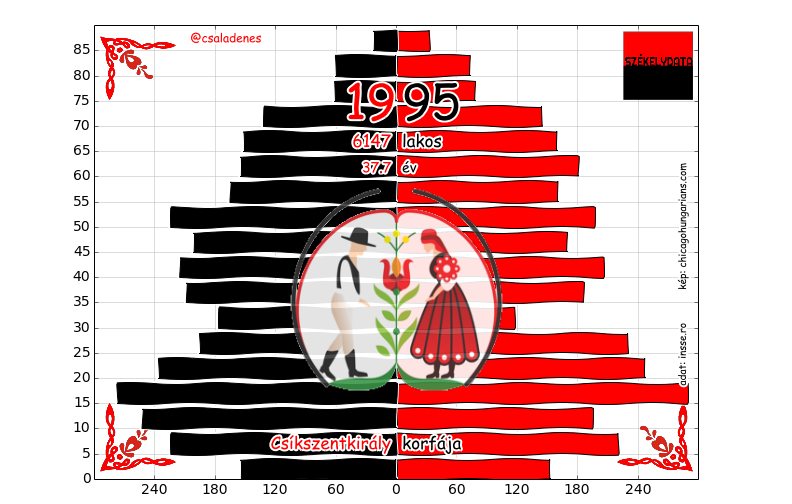 @csaladenes
SZÉKELYDATA
1995
6147 lakos
37.7 év
kép: chicagohungarians.com
adat: insse.ro
Csíkszentkirály korfája
85
80
75
70
65
60
55
50
45
40
35
30
25
20
15
10
5
0
240 180 120 60 0 60 120 180 240